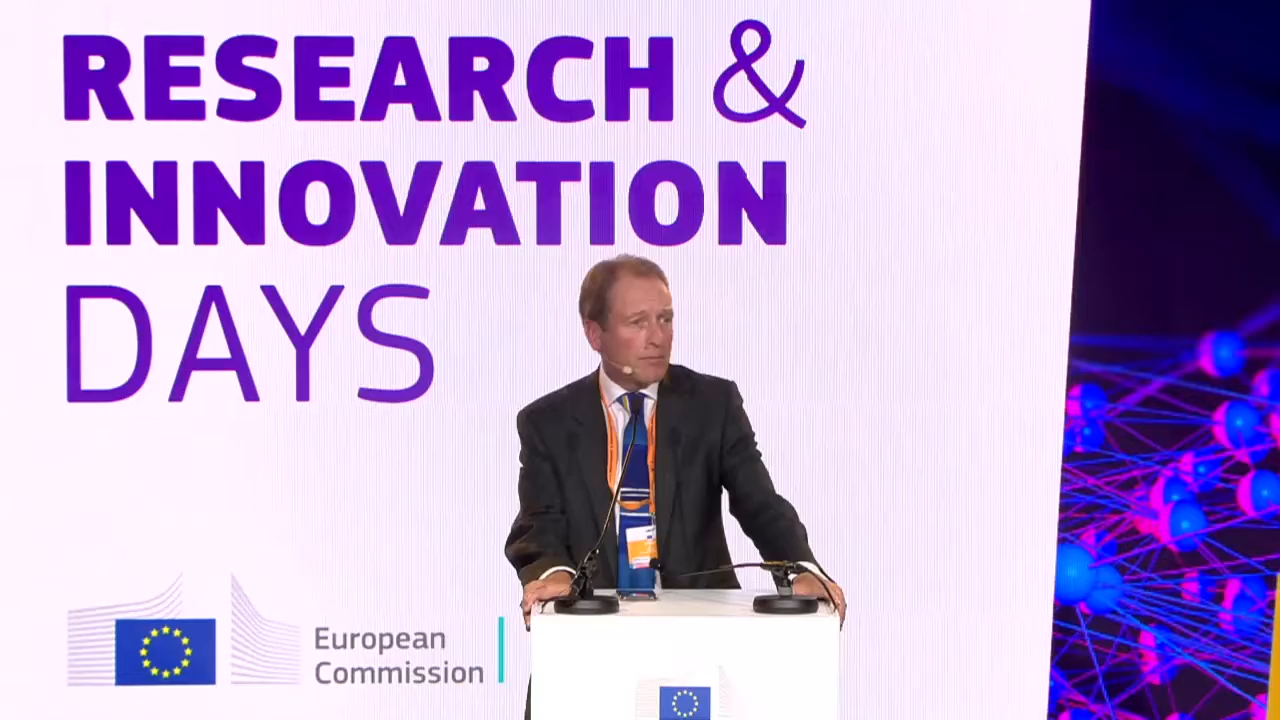 RESEARCH &
INNOVATION
DAYS
European
Commission